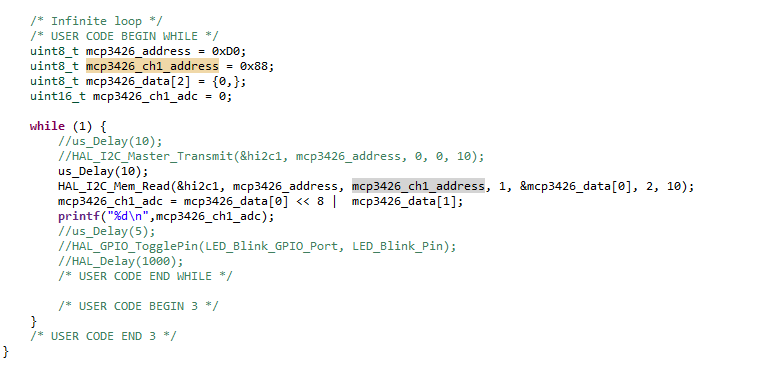 /* Infinite loop */
/* USER CODE BEGIN WHILE */
uint8_t mcp3426_address = 0xD0;
uint8_t mcp3426_ch1_address = 0x88;
uint8_t mcp3426_data[2] = {0,};
uint16_t mcp3426_ch1_adc = 0;
while (1) {
//us_Delay(10);
//HAL_I2C_Master_Transmit(&hi2c1, mcp3426_address, 0, 0, 10);
us_Delay(10);
HAL_I2C_Mem_Read(&hi2c1, mcp3426_address, mcp3426_ch1_address, 1, &mcp3426_data[0], 2, 10);
mcp3426_ch1_adc = mcp3426_data[0] << 8 |  mcp3426_data[1];
printf("%d\n",mcp3426_ch1_adc);
//us_Delay(5);
//HAL_GPIO_TogglePin(LED_Blink_GPIO_Port, LED_Blink_Pin);
//HAL_Delay(1000);
/* USER CODE END WHILE */
/* USER CODE BEGIN 3 */
}
/* USER CODE END 3 */
}